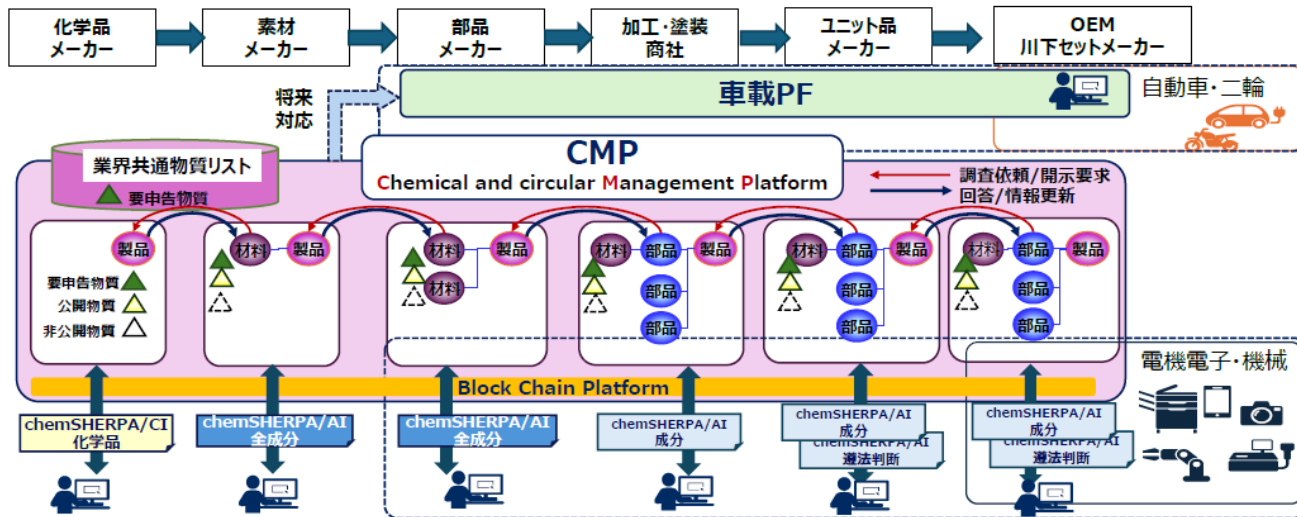 化学品
メーカー
素材
メーカー
部品
メーカー
加工・塗装
商社
ユニット品
メーカー
OEM
川下セットメーカー
将来
対応
車載PF
自動車・二輪
業界共通物質リスト
要申告物質
CMP
Chemical and circular Management Platform
調査依頼/開示要求
回答/情報更新
製品
要申告物質
公開物質
非公開物質
材料
製品
材料
製品
材料
材料
部品
製品
部品
部品
材料
部品
製品
部品
部品
材料
部品
製品
部品
部品
Block Chain Platform
電機電子・機械
chemSHERPA/CI
化学品
chemSHERPA/AI
全成分
chemSHERPA/AI
全成分
chemSHERPA/AI
成分
chemSHERPA/AI
成分
chemSHERPA/AI
遵法判断
chemSHERPA/AI
成分
chemSHERPA/AI
遵法判断